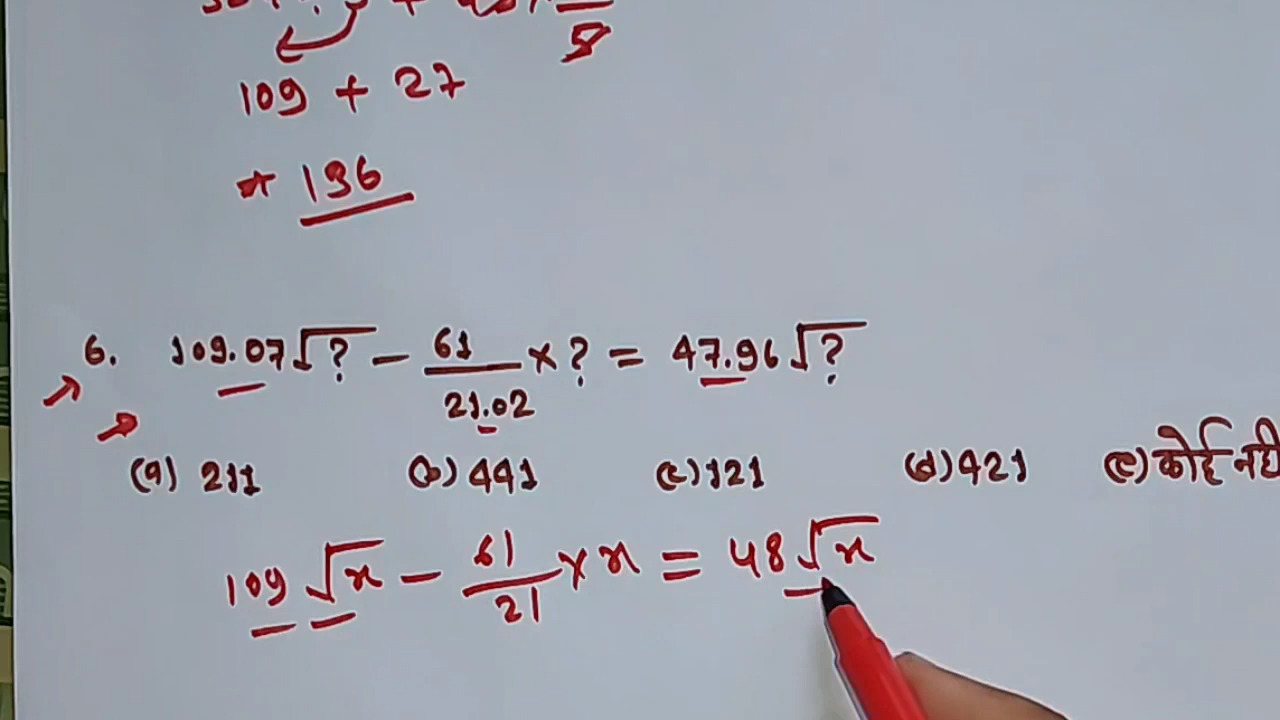 109 + 27
* 136
6. 109.07√? - 61/21.02 × ? = 47.96√?
(a) 211 (b) 441 (c) 121 (d) 421 (e) कोई नही
109 √x - 61/21 × x = 48√x